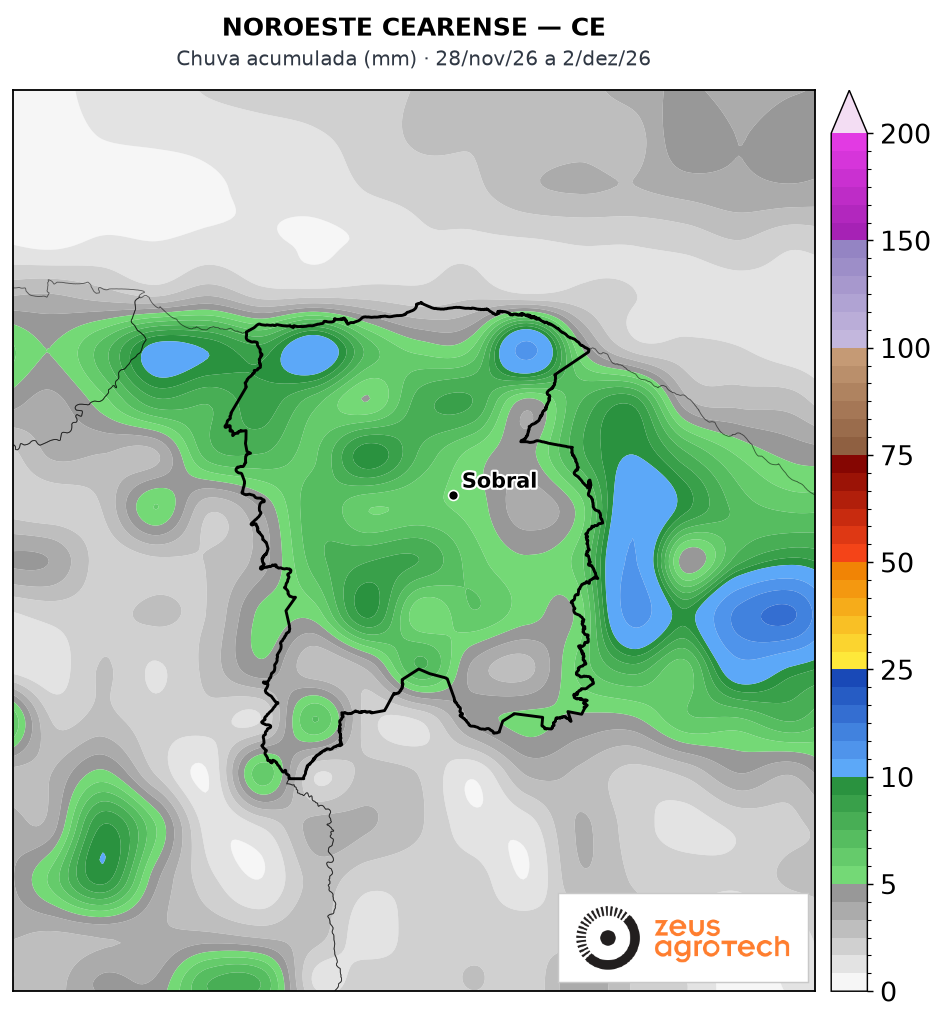 NOROESTE CEARENSE — CE
Chuva acumulada (mm) · 28/nov/26 a 2/dez/26
200
150
100
75
50
25
10
5
0
Sobral
zeus
agrotech